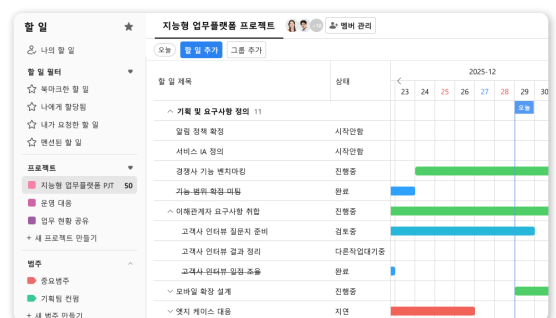 할 일
나의 할 일
할 일 필터
북마크한 할 일
나에게 할당됨
내가 요청한 할 일
멘션된 할 일
프로젝트
지능형 업무플랫폼 PJT 50
운영 대응
업무 현황 공유
+ 새 프로젝트 만들기
범주
중요범주
기획팀 컨펌
+ 새 범주 만들기
지능형 업무플랫폼 프로젝트 멤버 관리
오늘 할 일 추가 그룹 추가
할 일 제목 상태 2025-12
23 24 25 26 27 28 29 30
기획 및 요구사항 정의 11 오늘
알림 정책 확정 시작안함
서비스 IA 정의 시작안함
경쟁사 기능 벤치마킹 진행중
기능 범위 확정 미팅 완료
이해관계자 요구사항 취합 진행중
고객사 인터뷰 질문지 준비 검토중
고객사 인터뷰 결과 정리 다른작업대기중
고객사 인터뷰 일정 조율 완료
모바일 확장 설계 진행중
엣지 케이스 대응 지연